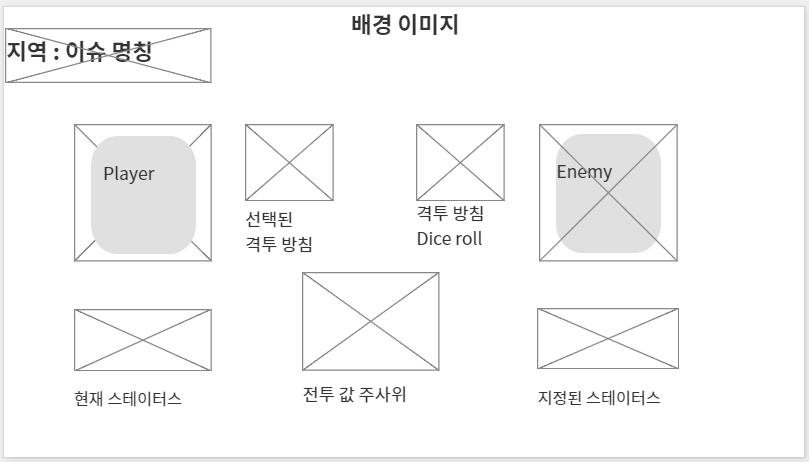 배경 이미지
지역 : 이슈 명칭
Player
선택된
격투 방침
격투 방침
Dice roll
Enemy
현재 스테이터스
전투 값 주사위
지정된 스테이터스